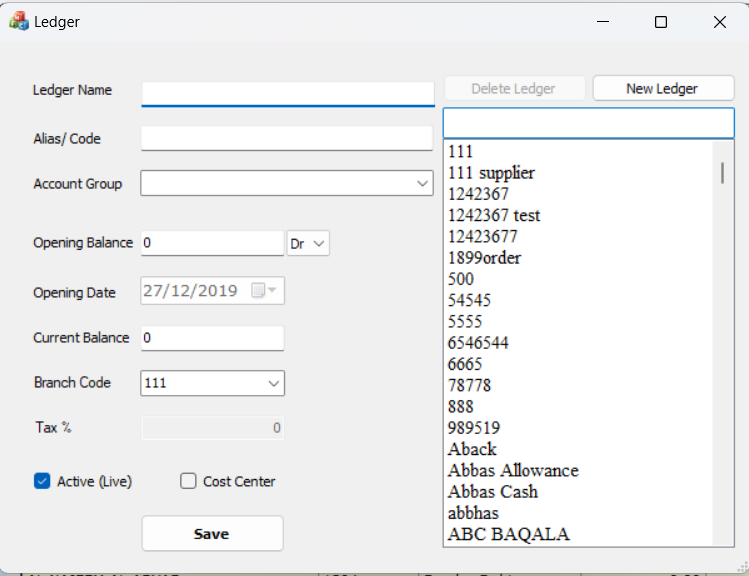 Ledger
Ledger Name
Delete Ledger New Ledger
Alias/ Code
Account Group
Opening Balance 0 Dr
Opening Date 27/12/2019
Current Balance 0
Branch Code 111
Tax % 0
Active (Live) Cost Center
Save
111
111 supplier
1242367
1242367 test
12423677
1899order
500
54545
5555
6546544
6665
78778
888
989519
Aback
Abbas Allowance
Abbas Cash
abbhas
ABC BAQALA